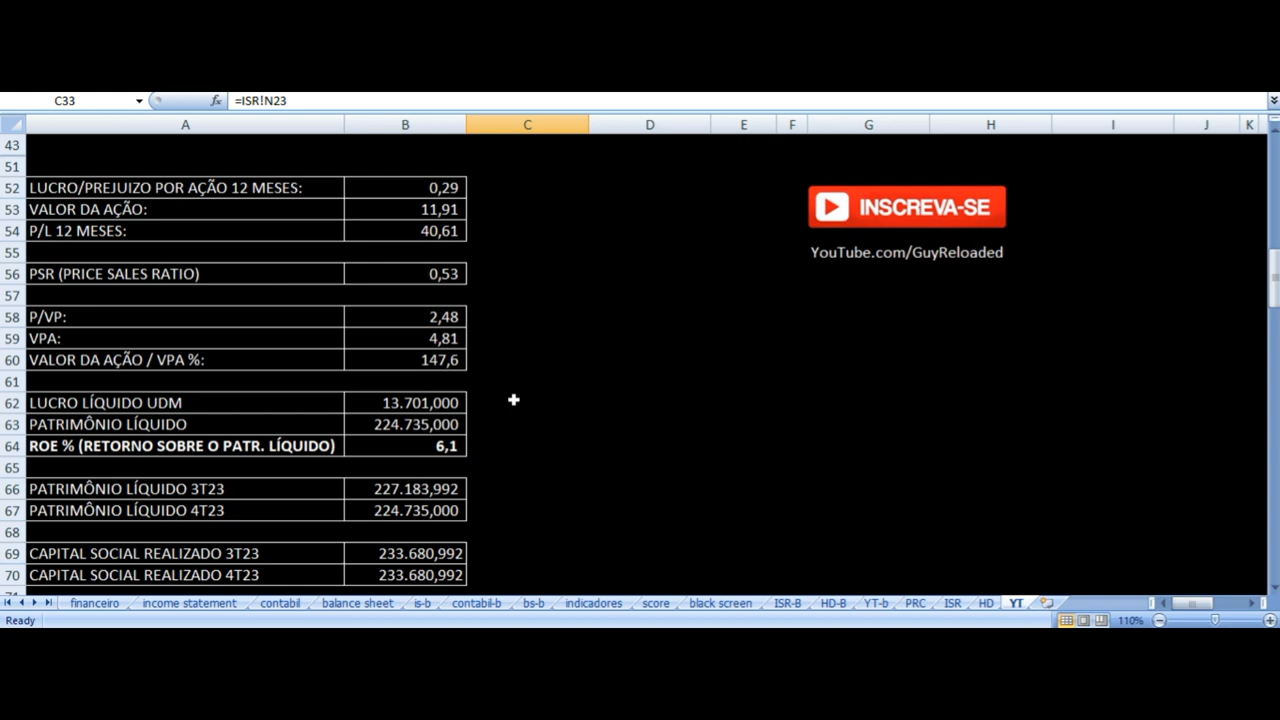 C33 fx =ISR!N23
A B C D E F G H I J K
43
51
52 LUCRO/PREJUIZO POR AÇÃO 12 MESES: 0,29
53 VALOR DA AÇÃO: 11,91
54 P/L 12 MESES: 40,61
55
56 PSR (PRICE SALES RATIO) 0,53
57
58 P/VP: 2,48
59 VPA: 4,81
60 VALOR DA AÇÃO / VPA %: 147,6
61
62 LUCRO LÍQUIDO UDM 13.701,000
63 PATRIMÔNIO LÍQUIDO 224.735,000
64 ROE % (RETORNO SOBRE O PATR. LÍQUIDO) 6,1
65
66 PATRIMÔNIO LÍQUIDO 3T23 227.183,992
67 PATRIMÔNIO LÍQUIDO 4T23 224.735,000
68
69 CAPITAL SOCIAL REALIZADO 3T23 233.680,992
70 CAPITAL SOCIAL REALIZADO 4T23 233.680,992
INSCREVA-SE
YouTube.com/GuyReloaded
financeiro income statement contabil balance sheet is-b contabil-b bs-b indicadores score black screen ISR-B HD-B YT-b PRC ISR HD YT
Ready 110%